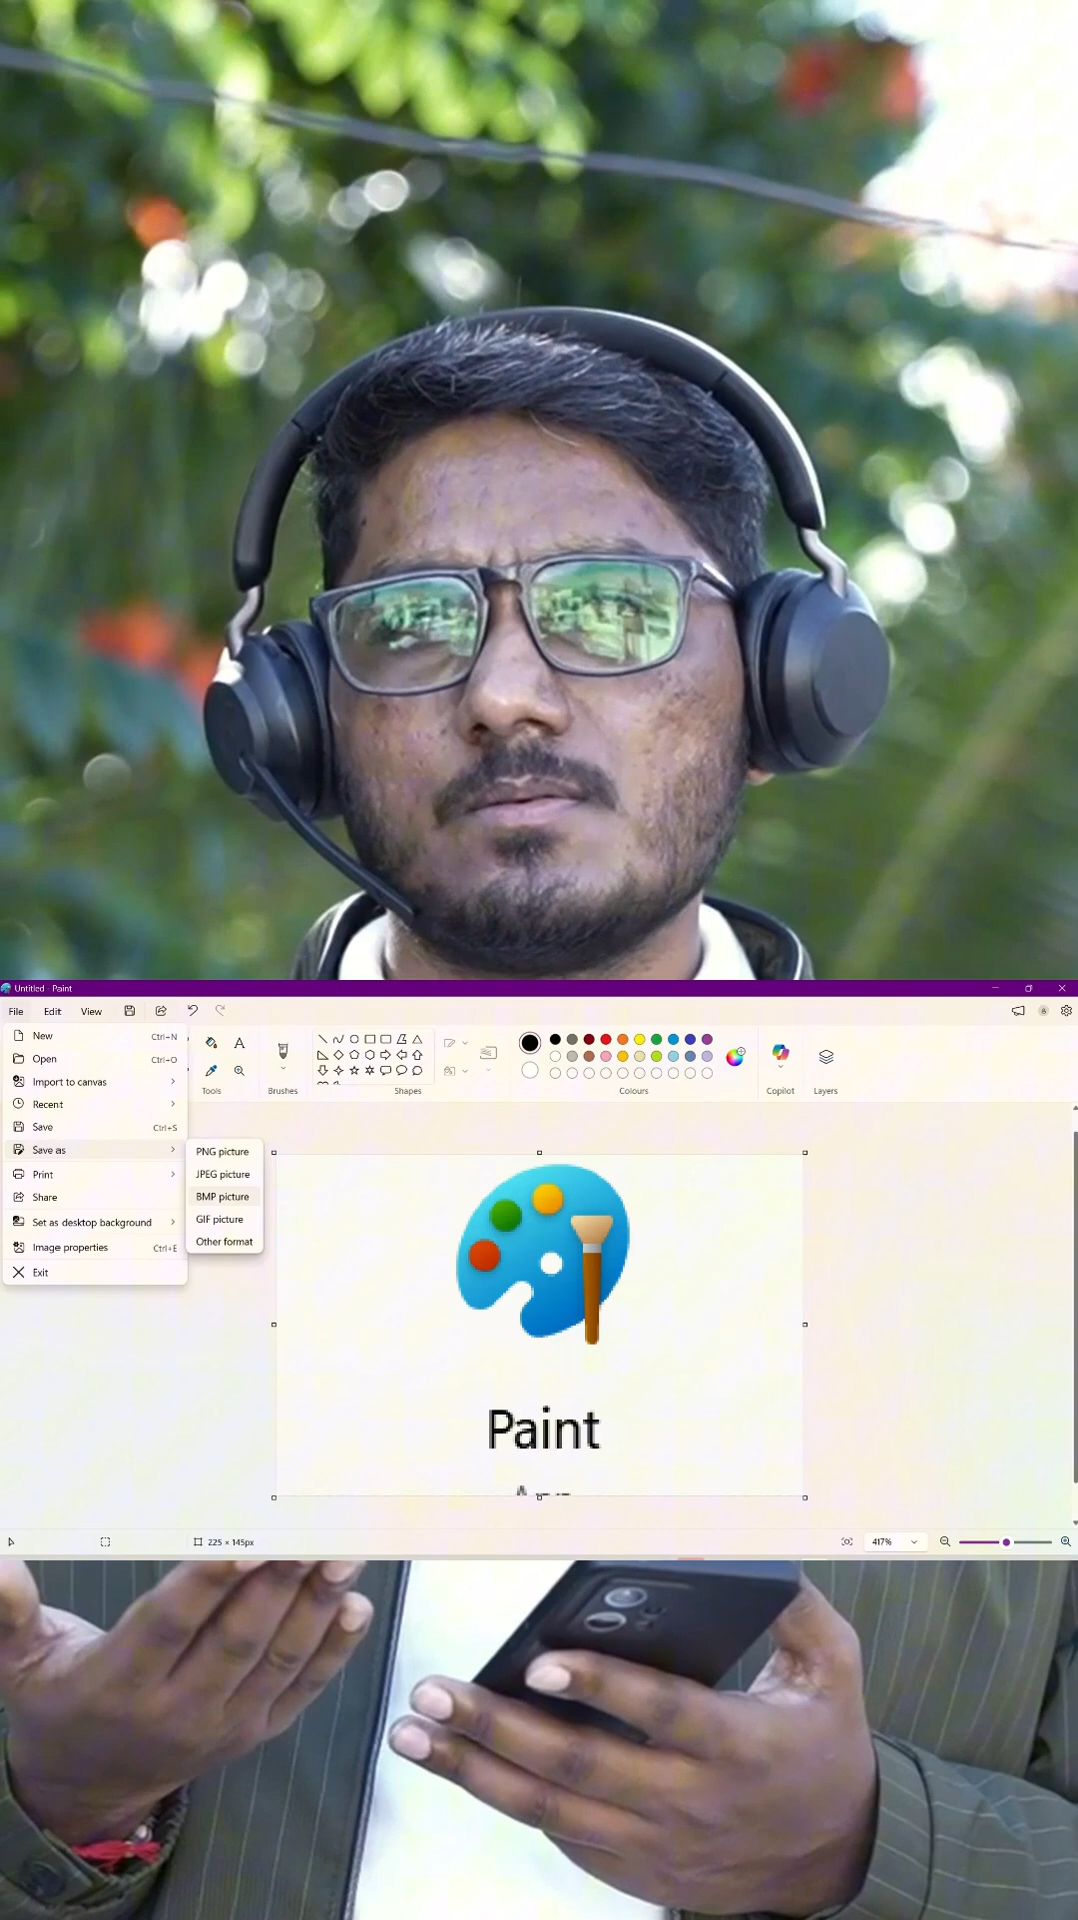 Untitled - Paint
File Edit View
New Ctrl+N
Open Ctrl+O
Import to canvas
Recent
Save Ctrl+S
Save as
Print
Share
Set as desktop background
Image properties Ctrl+E
Exit
PNG picture
JPEG picture
BMP picture
GIF picture
Other format
A
Tools
Brushes
Shapes
Colours
Copilot
Layers
Paint
225 × 145px
417%